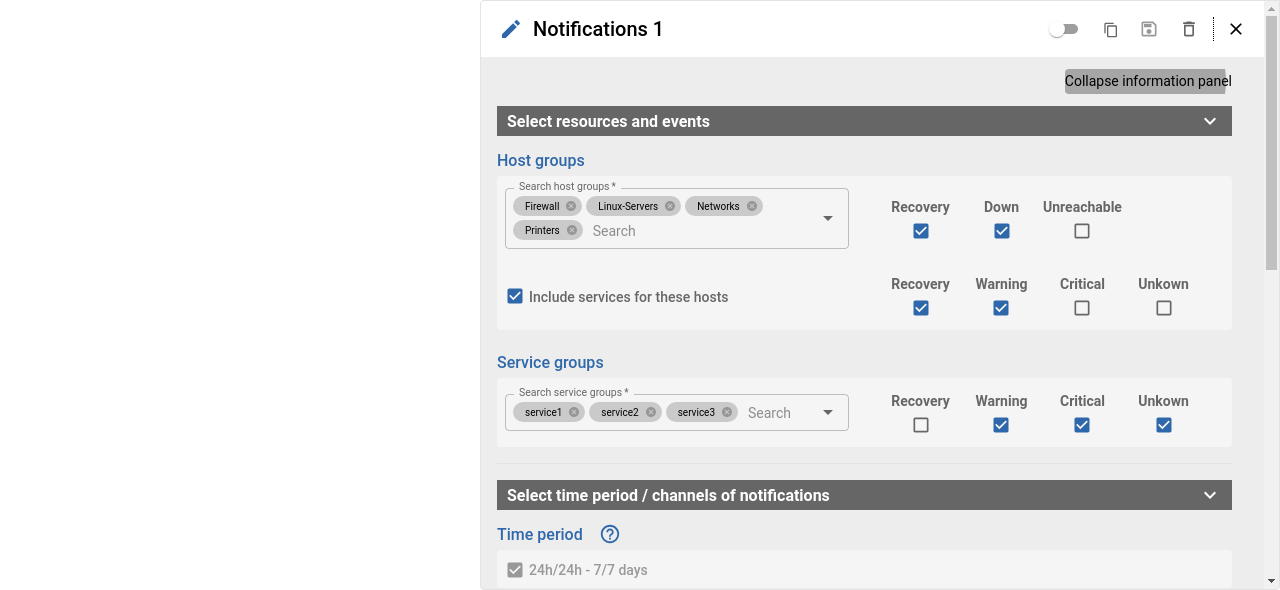 Notifications 1
Collapse information panel
Select resources and events
Host groups
Search host groups *
Firewall Linux-Servers Networks
Printers Search
Recovery Down Unreachable
Include services for these hosts
Recovery Warning Critical Unkown
Service groups
Search service groups *
service1 service2 service3 Search
Recovery Warning Critical Unkown
Select time period / channels of notifications
Time period
24h/24h - 7/7 days